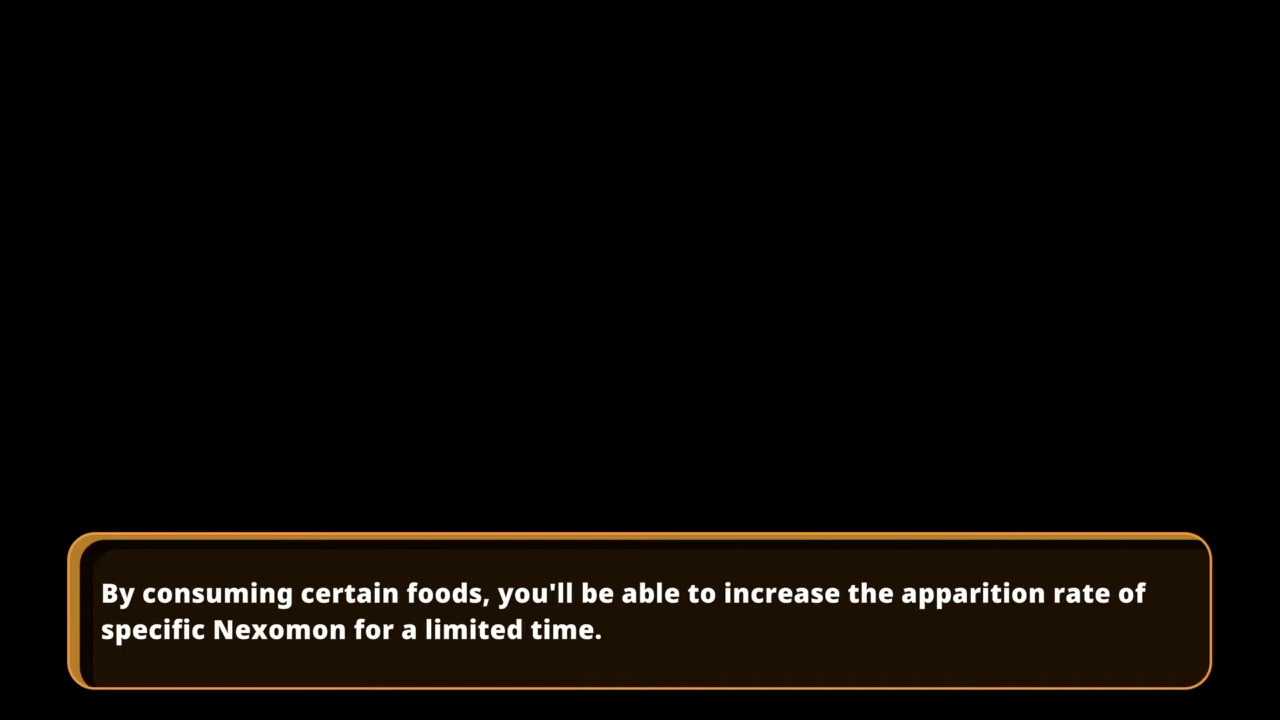 By consuming certain foods, you'll be able to increase the apparition rate of
specific Nexomon for a limited time.